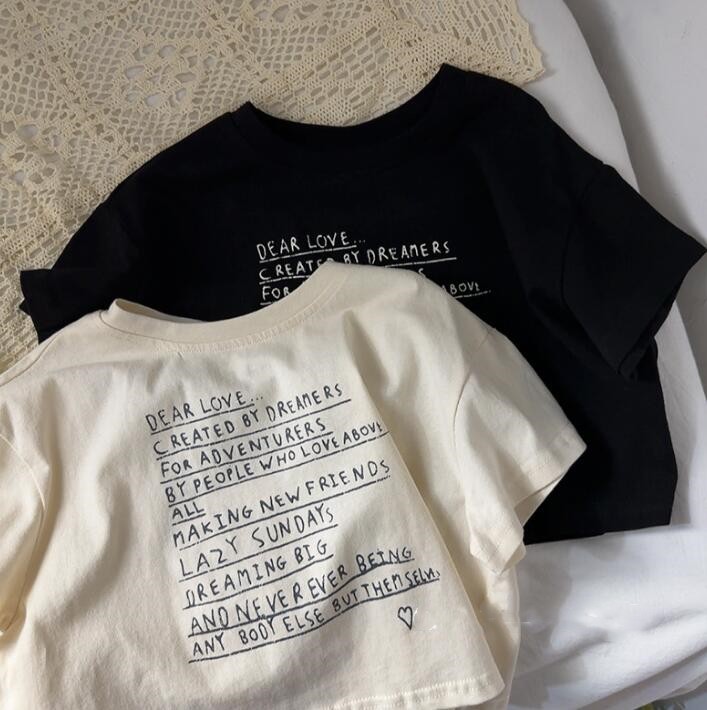 DEAR LOVE...
CREATED BY DREAMERS
FOR
ABOVE...
DEAR LOVE...
CREATED BY DREAMERS
FOR ADVENTURERS
BY PEOPLE WHO LOVE ABOVE
ALL
MAKING NEW FRIENDS
LAZY SUNDAYS
DREAMING BIG
AND NEVER EVER BEING
ANY BODY ELSE BUT THEMSELVS